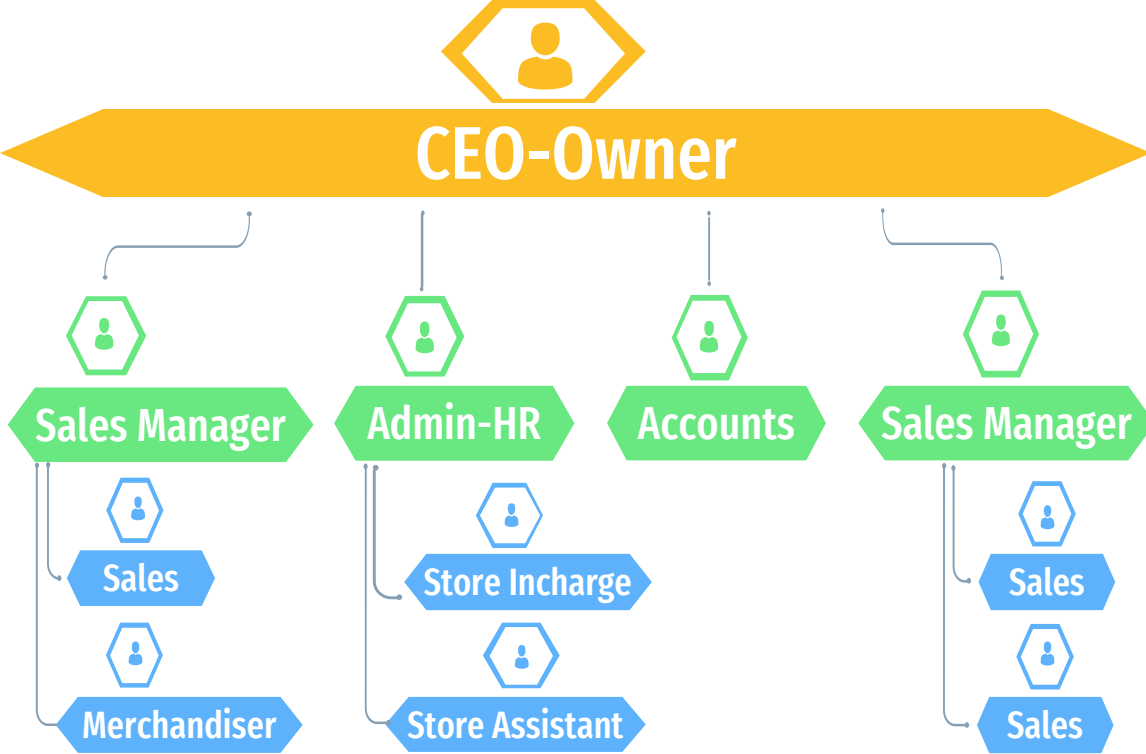 CEO-Owner
Sales Manager
Admin-HR
Accounts
Sales Manager
Sales
Store Incharge
Sales
Merchandiser
Store Assistant
Sales